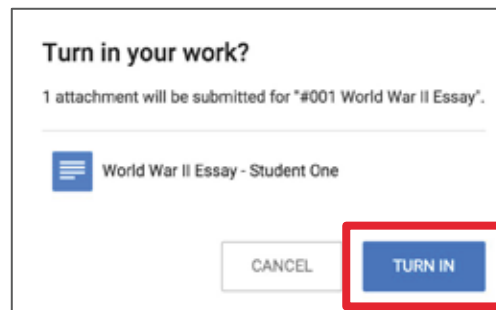 Turn in your work?
1 attachment will be submitted for "#001 World War II Essay".
World War II Essay - Student One
CANCEL TURN IN